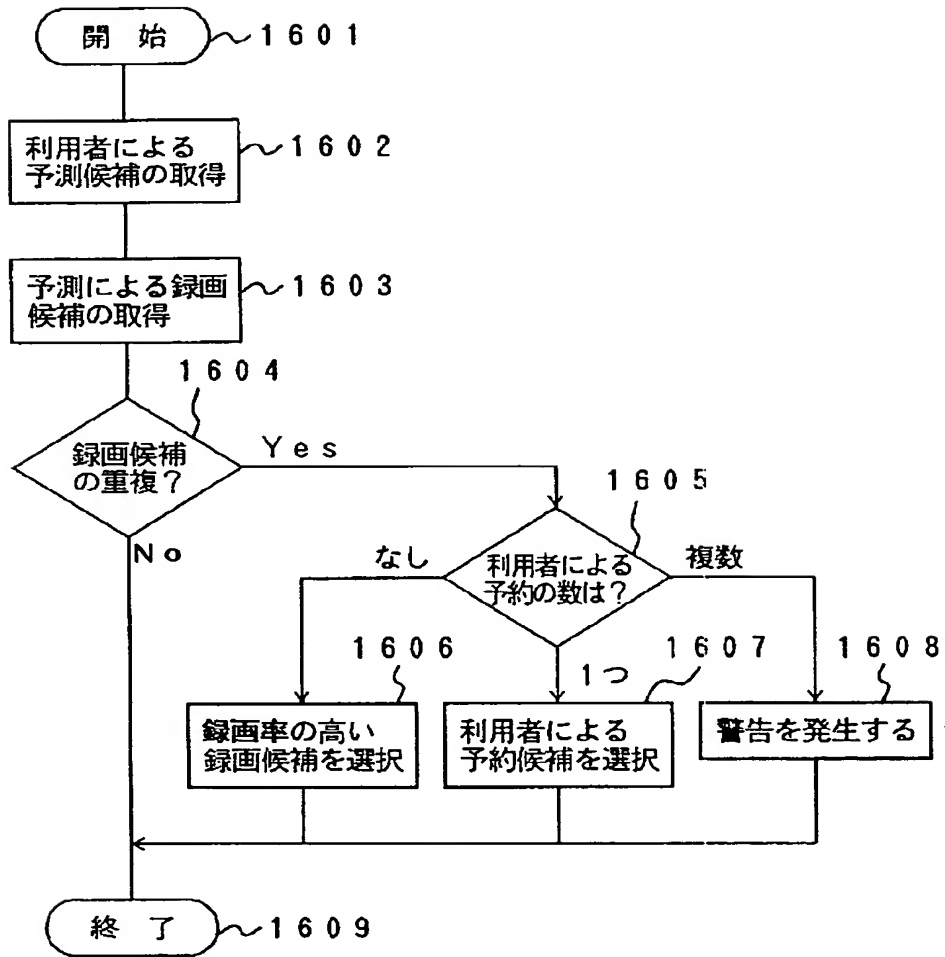 開 始
1601
利用者による
予測候補の取得
1602
予測による録画
候補の取得
1603
1604
録画候補
の重複?
Yes
No
1605
利用者による
予約の数は?
なし
複数
1つ
1606
録画率の高い
録画候補を選択
1607
利用者による
予約候補を選択
1608
警告を発生する
終 了
1609